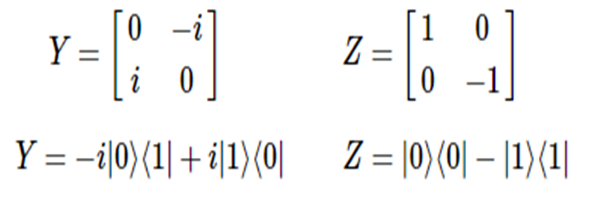 Y = [0 -i; i 0] Z = [1 0; 0 -1]
Y = -i|0⟩⟨1| + i|1⟩⟨0| Z = |0⟩⟨0| - |1⟩⟨1|